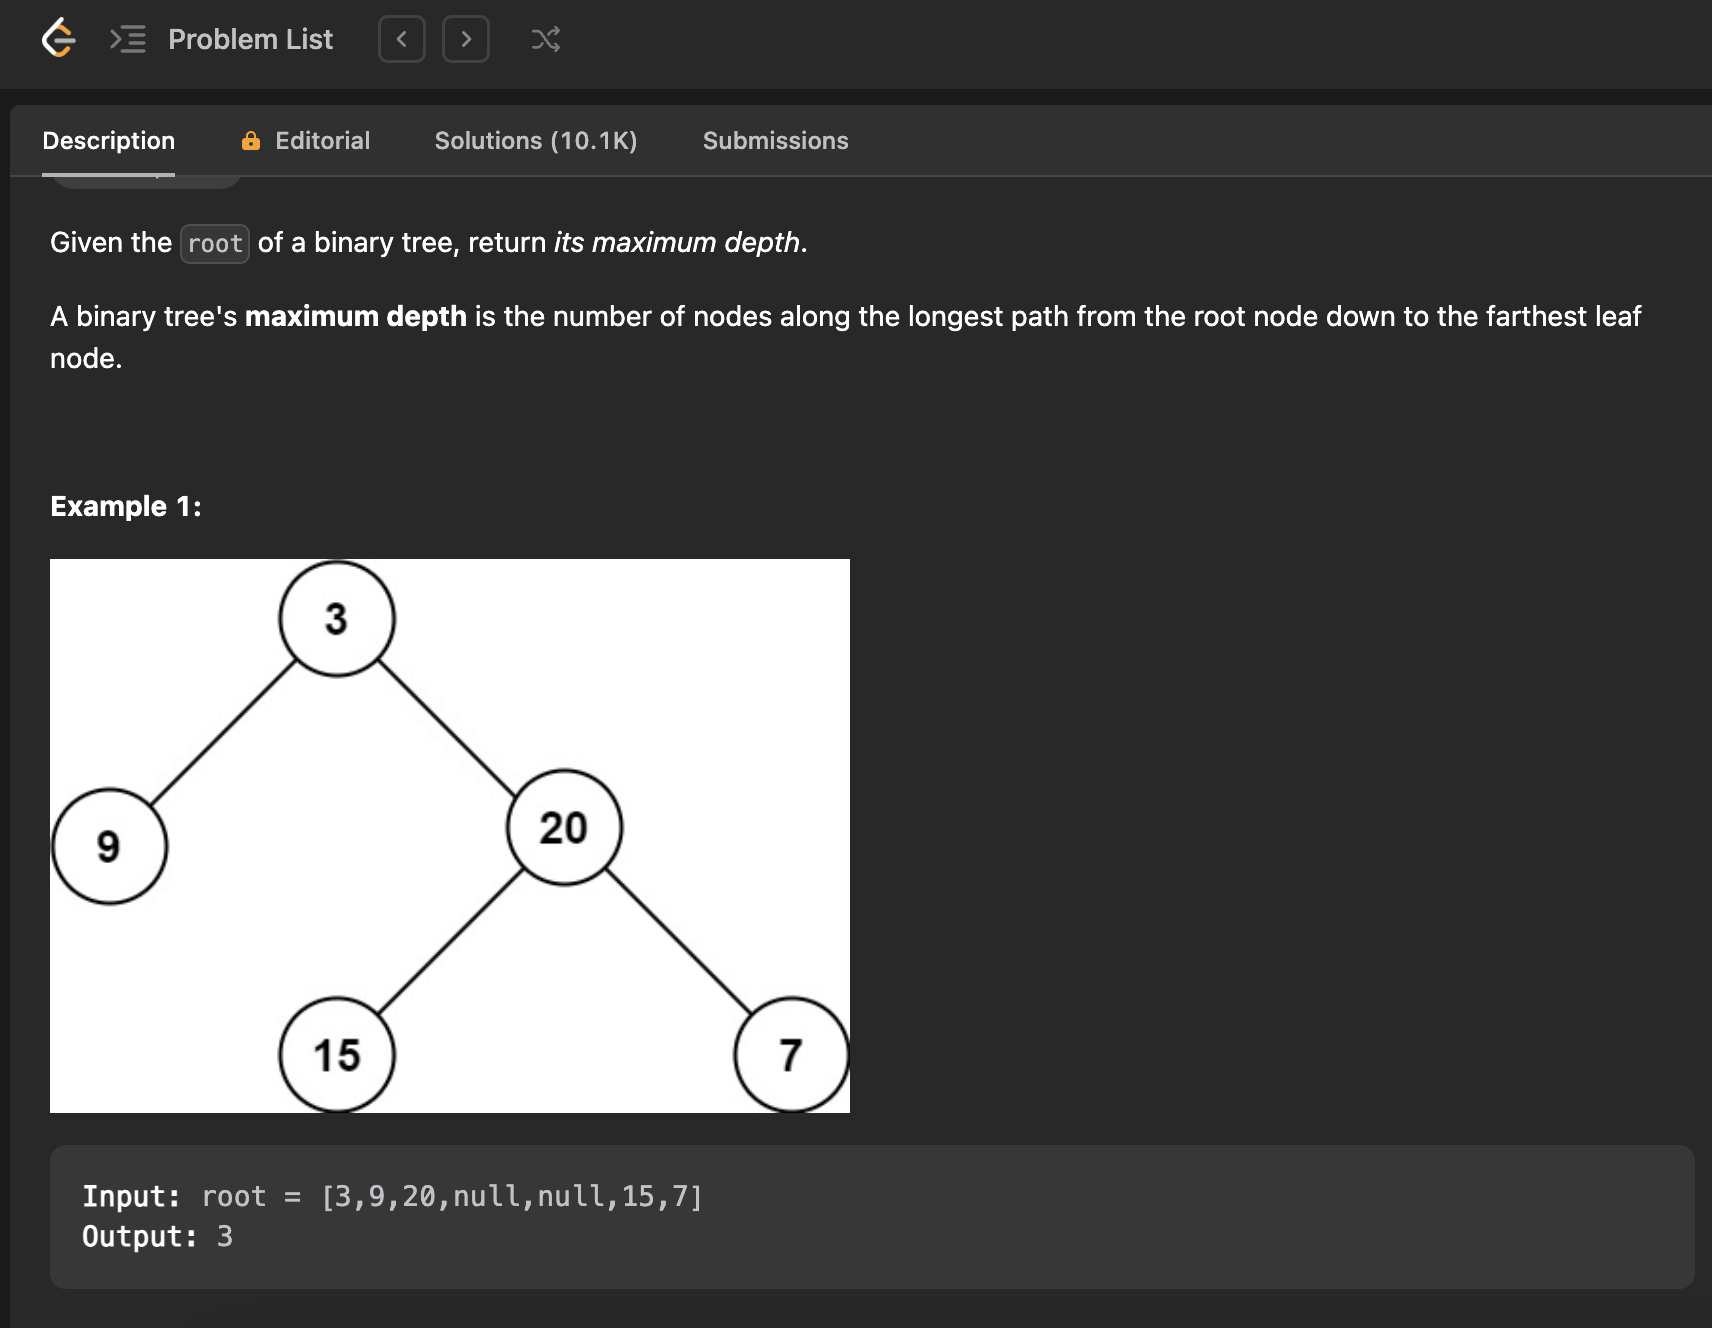 Problem List
Description Editorial Solutions (10.1K) Submissions
Given the root of a binary tree, return its maximum depth.
A binary tree's maximum depth is the number of nodes along the longest path from the root node down to the farthest leaf
node.
Example 1:
3
9
20
15
7
Input: root = [3,9,20,null,null,15,7]
Output: 3